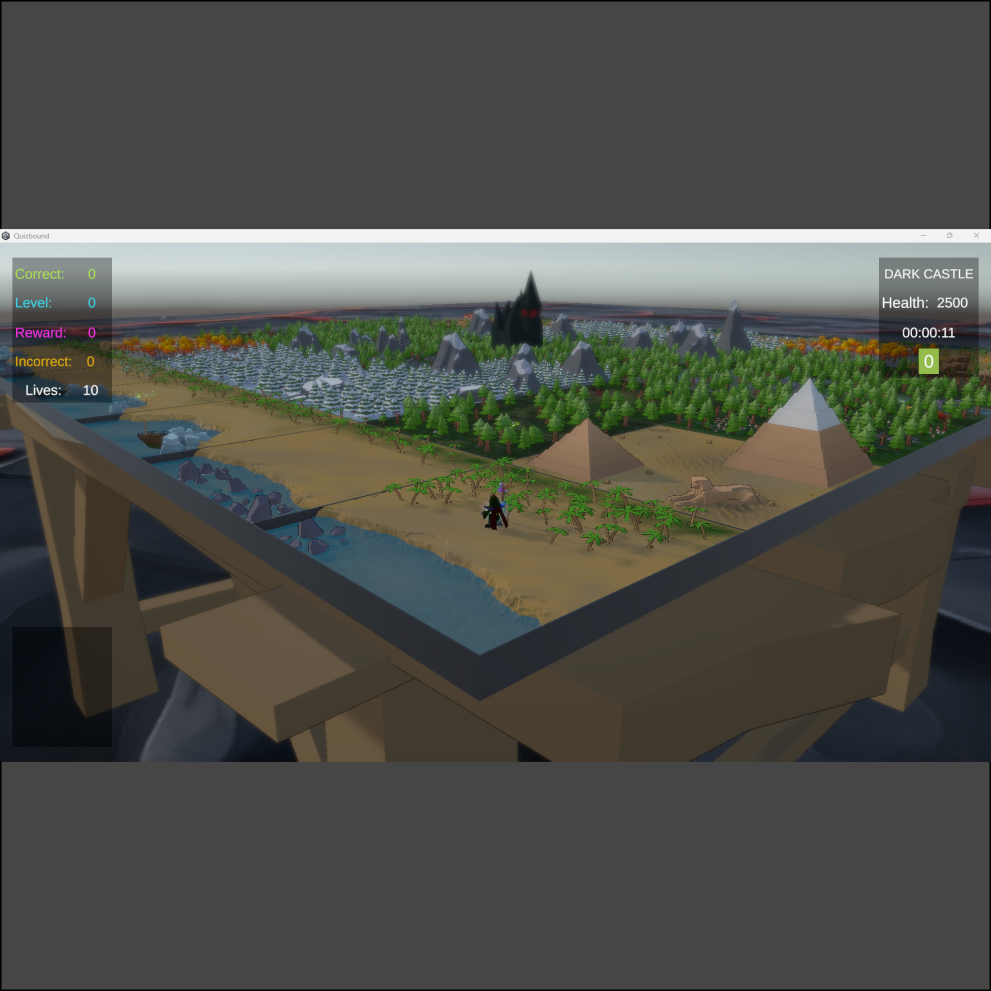 Quizbound
Correct: 0
Level: 0
Reward: 0
Incorrect: 0
Lives: 10
DARK CASTLE
Health: 2500
00:00:11
0